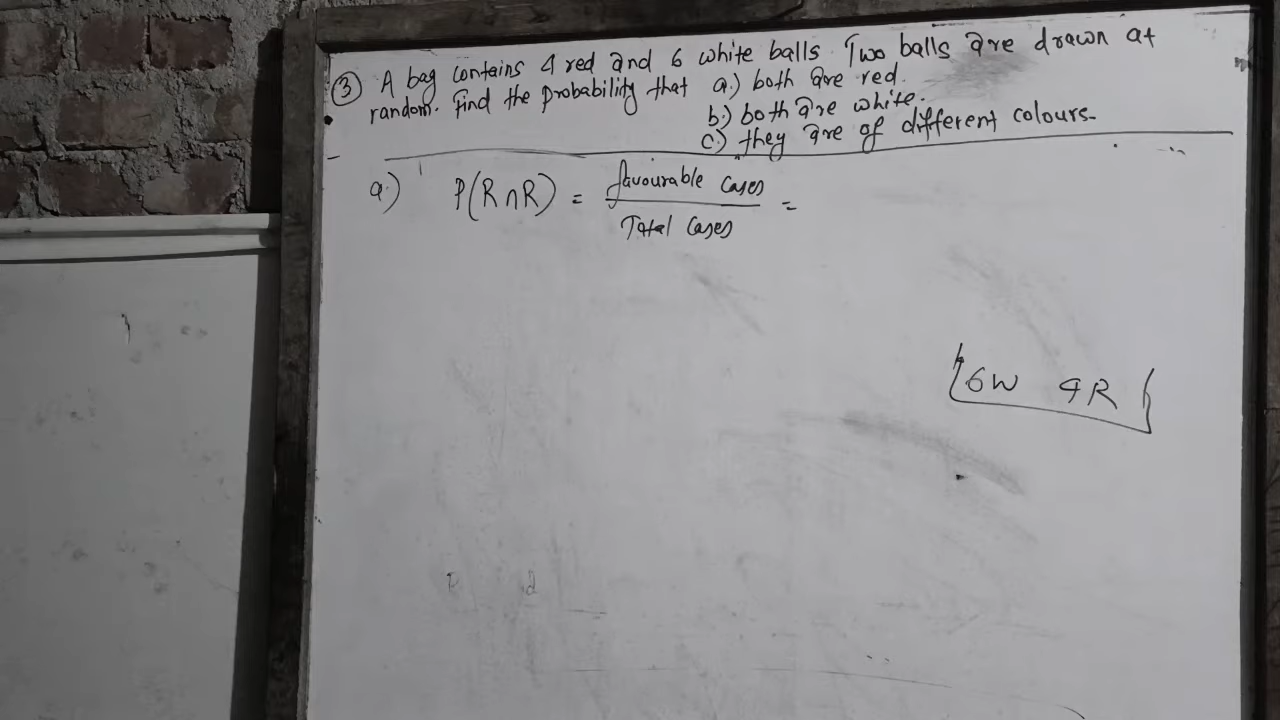 ③ A bag contains 4 red and 6 white balls. Two balls are drawn at
random. Find the probability that a.) both are red.
b.) both are white.
c.) they are of different colours.
a.) P(R∩R) = favourable cases / Total cases =
6W 4R